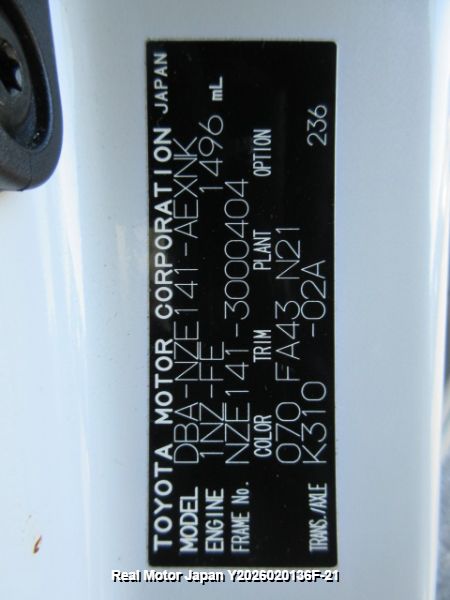 TOYOTA MOTOR CORPORATION JAPAN
MODEL DBA-NZE141-AEXNK
ENGINE 1NZ-FE 1496 mL
FRAME No. NZE141-3000404
COLOR TRIM PLANT OPTION
070 FA43 N21
TRANS./AXLE K310 -02A 236
Real Motor Japan Y2026020136F-21